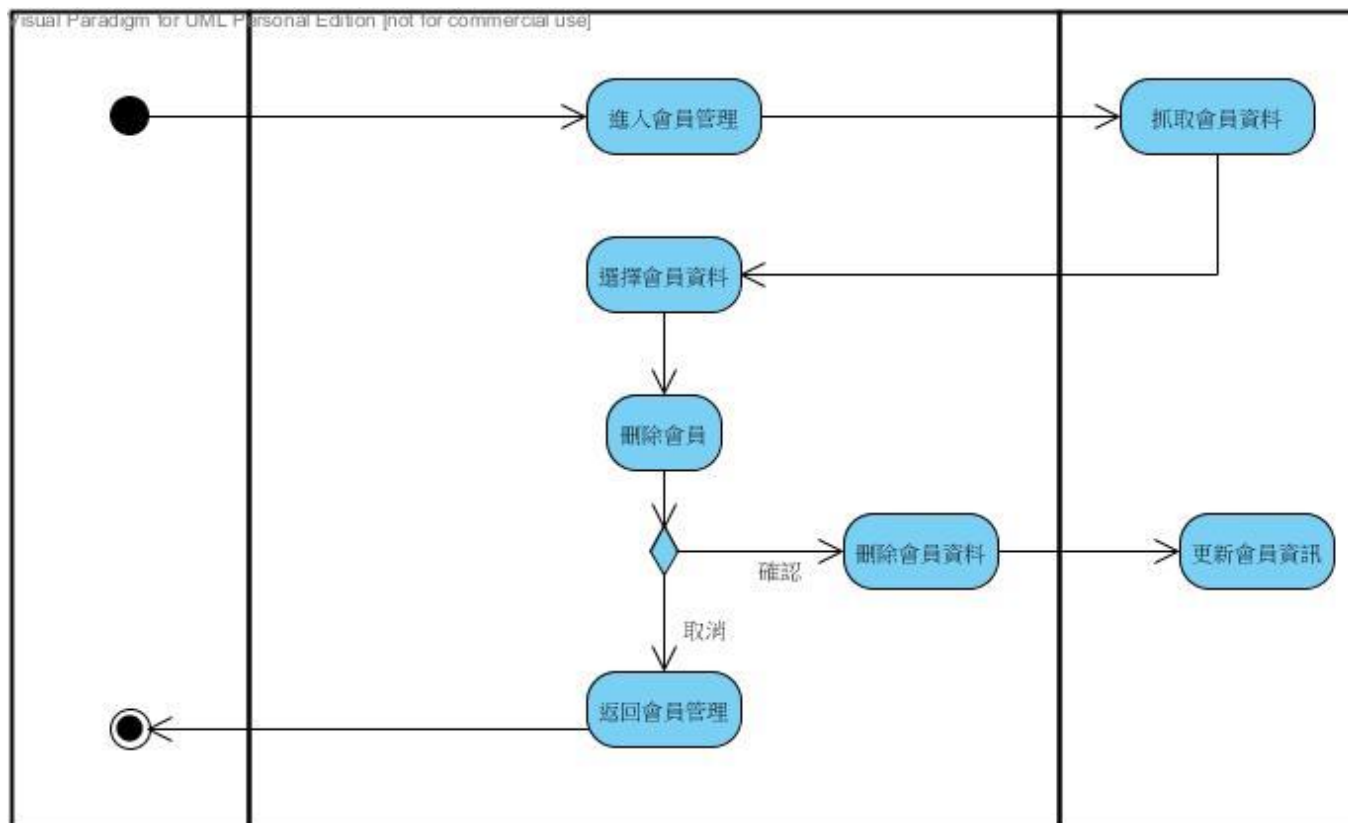 Visual Paradigm for UML Personal Edition [not for commercial use]
進入會員管理
抓取會員資料
選擇會員資料
刪除會員
刪除會員資料
更新會員資訊
確認
取消
返回會員管理